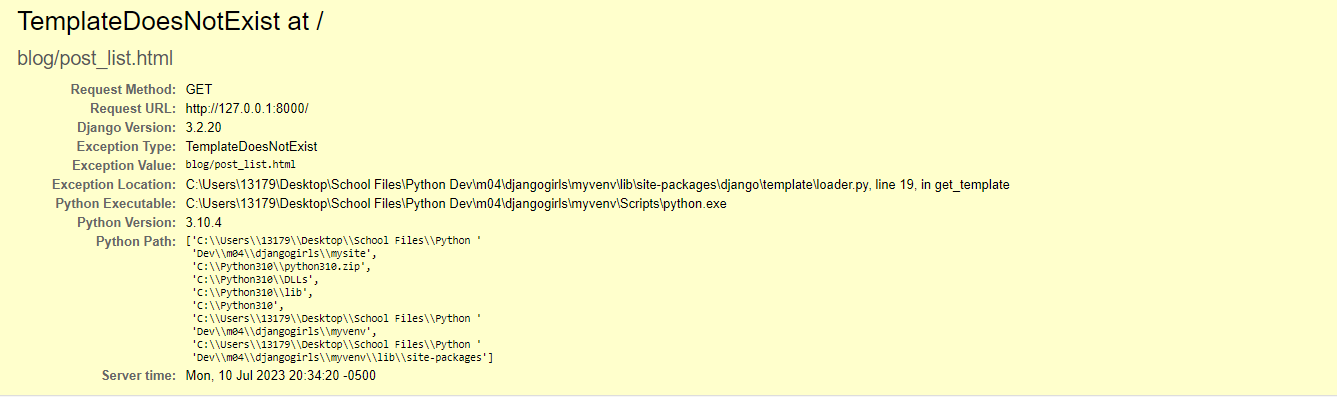 TemplateDoesNotExist at /
blog/post_list.html
Request Method: GET
Request URL: http://127.0.0.1:8000/
Django Version: 3.2.20
Exception Type: TemplateDoesNotExist
Exception Value: blog/post_list.html
Exception Location: C:\Users\13179\Desktop\School Files\Python Dev\m04\djangogirls\myvenv\lib\site-packages\django\template\loader.py, line 19, in get_template
Python Executable: C:\Users\13179\Desktop\School Files\Python Dev\m04\djangogirls\myvenv\Scripts\python.exe
Python Version: 3.10.4
Python Path: ['C:\\Users\\13179\\Desktop\\School Files\\Python '
'Dev\\m04\\djangogirls\\mysite',
'C:\\Python310\\python310.zip',
'C:\\Python310\\DLLs',
'C:\\Python310\\lib',
'C:\\Python310',
'C:\\Users\\13179\\Desktop\\School Files\\Python '
'Dev\\m04\\djangogirls\\myvenv',
'C:\\Users\\13179\\Desktop\\School Files\\Python '
'Dev\\m04\\djangogirls\\myvenv\\lib\\site-packages']
Server time: Mon, 10 Jul 2023 20:34:20 -0500